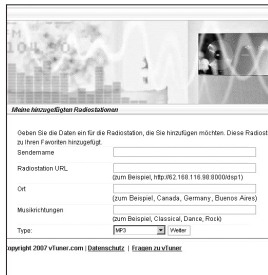 Meine hinzugefügten Radiostationen
Geben Sie die Daten ein für die Radiostation, die Sie hinzufügen möchten. Diese Radiost
zu Ihren Favoriten hinzugefügt.
Sendername
Radiostation URL
(zum Beispiel, http://62.118.98.8000/dsp1)
Ort
(zum Beispiel, Canada, Germany, Buenos Aires)
Musikrichtungen
(zum Beispiel, Classical, Dance, Rock)
Type: MP3 Weiter
opyright 2007 vTuner.com | Datenschutz | Fragen zu vTuner